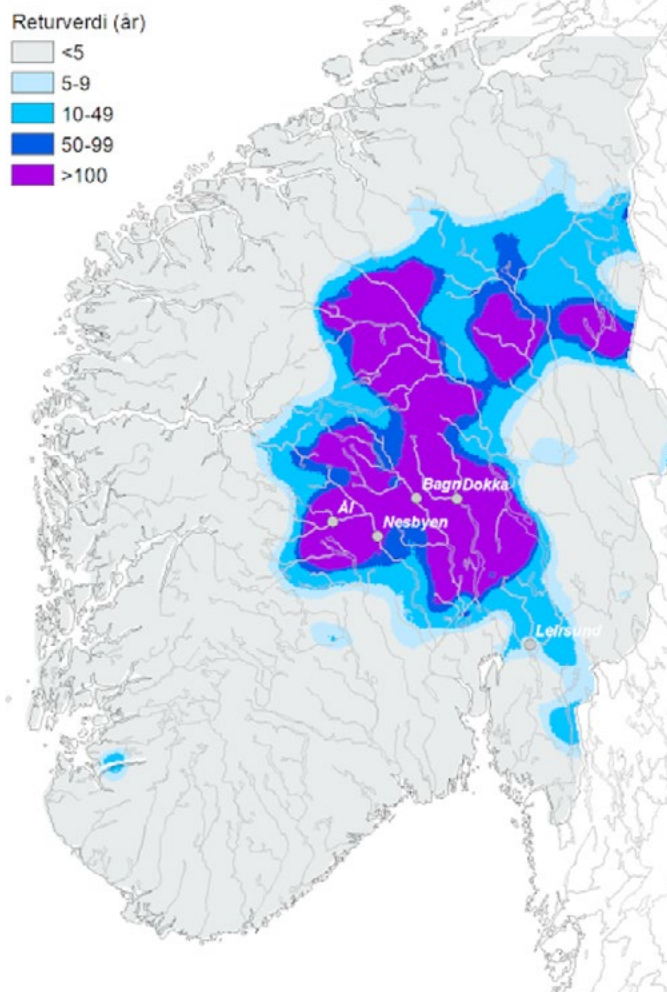 Returverdi (år)
<5
5-9
10-49
50-99
>100
Bagn Dokka
Ål
Nesbyen
Leirsund